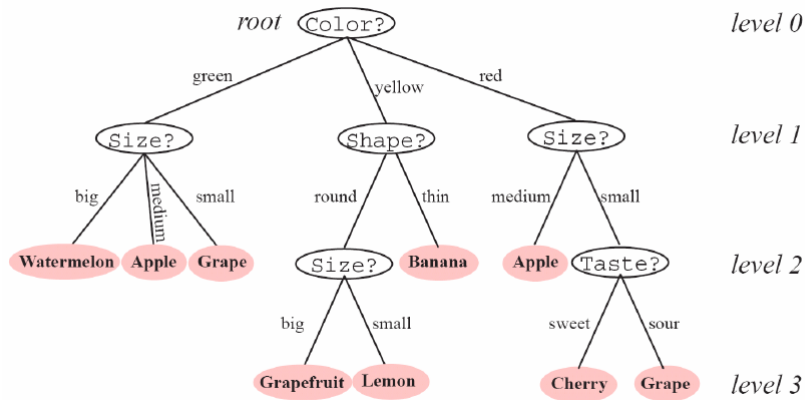 root Color? level 0
green yellow red
Size? Shape? Size? level 1
big medium small round thin medium small
Watermelon Apple Grape Size? Banana Apple Taste? level 2
big small sweet sour
Grapefruit Lemon Cherry Grape level 3